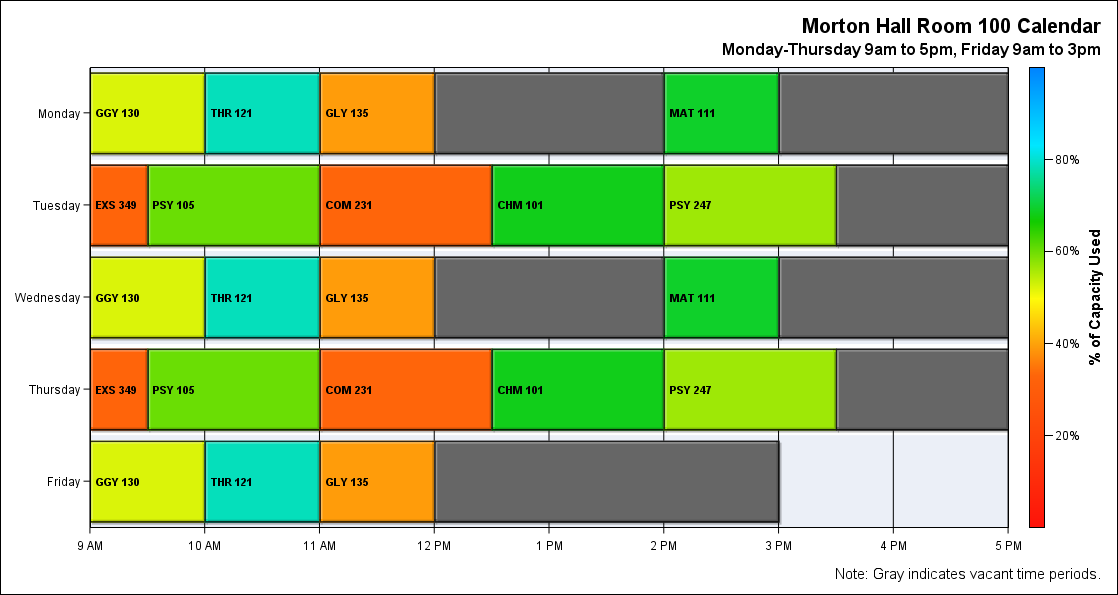 Morton Hall Room 100 Calendar
Monday-Thursday 9am to 5pm, Friday 9am to 3pm
Monday
GGY 130
THR 121
GLY 135
MAT 111
Tuesday
EXS 349
PSY 105
COM 231
CHM 101
PSY 247
Wednesday
GGY 130
THR 121
GLY 135
MAT 111
Thursday
EXS 349
PSY 105
COM 231
CHM 101
PSY 247
Friday
GGY 130
THR 121
GLY 135
9 AM
10 AM
11 AM
12 PM
1 PM
2 PM
3 PM
4 PM
5 PM
80%
60%
40%
20%
% of Capacity Used
Note: Gray indicates vacant time periods.